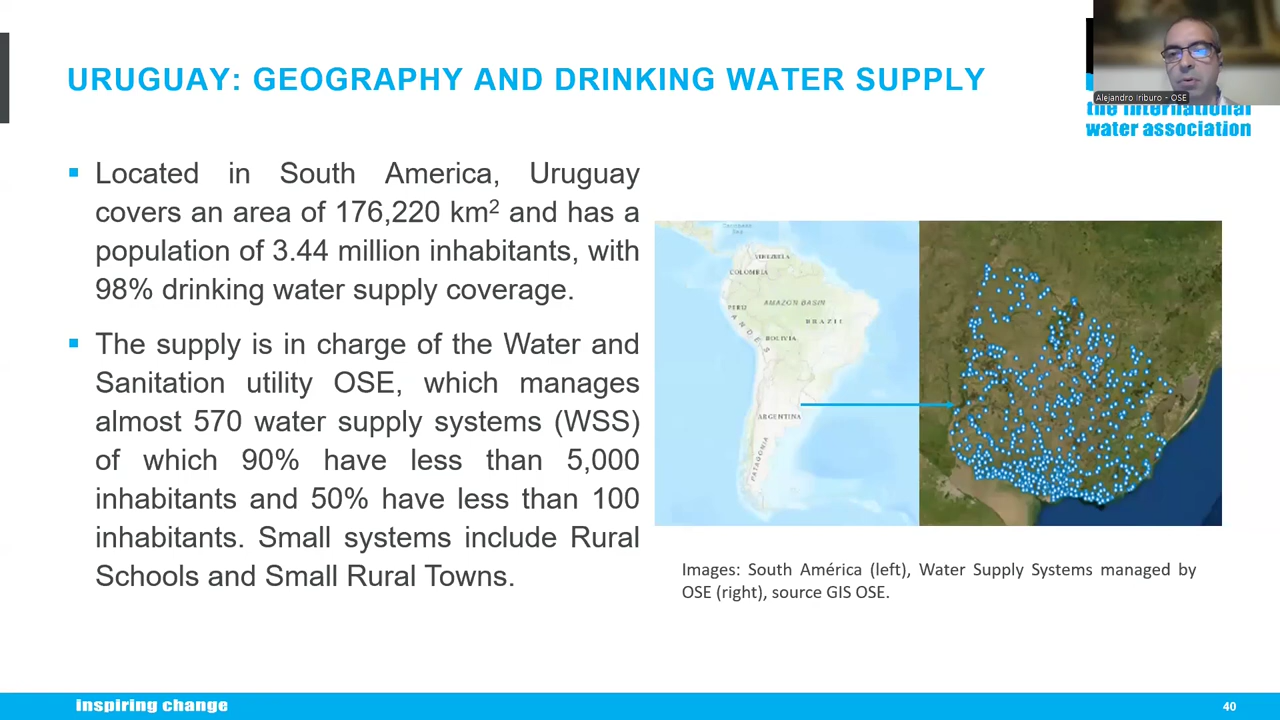 URUGUAY: GEOGRAPHY AND DRINKING WATER SUPPLY
Alejandro Iriburo - OSE
the international
water association
Located in South America, Uruguay
covers an area of 176,220 km² and has a
population of 3.44 million inhabitants, with
98% drinking water supply coverage.
The supply is in charge of the Water and
Sanitation utility OSE, which manages
almost 570 water supply systems (WSS)
of which 90% have less than 5,000
inhabitants and 50% have less than 100
inhabitants. Small systems include Rural
Schools and Small Rural Towns.
COLOMBIA
PERU
ANDES
AMAZON BASIN
BRAZIL
BOLIVIA
ARGENTINA
PATAGONIA
Images: South América (left), Water Supply Systems managed by
OSE (right), source GIS OSE.
inspiring change
40